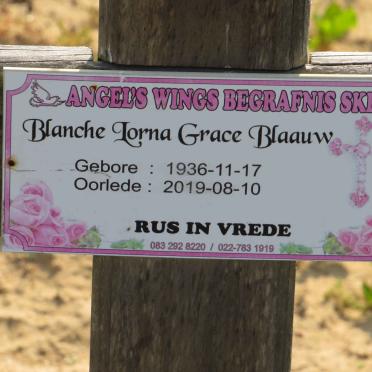 ANGEL'S WINGS BEGRAFNIS
Blanche Lorna Grace Blaauw
Gebore : 1936-11-17
Oorlede : 2019-08-10
RUS IN VREDE
083 292 8220 / 022-783 1919